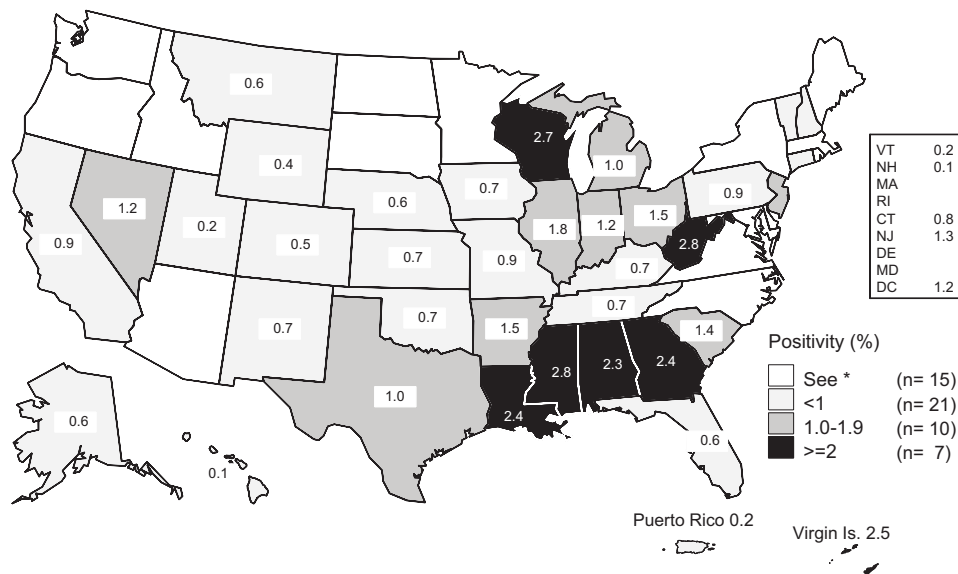 0.6
2.7
0.4
1.0
0.7
0.6
0.9
1.2
0.2
0.5
1.8
1.2
1.5
2.8
0.9
0.7
0.9
0.7
0.7
0.7
0.7
1.5
1.4
2.8
2.3
2.4
1.0
2.4
0.6
0.6
0.1
VT 0.2
NH 0.1
MA
RI
CT 0.8
NJ 1.3
DE
MD
DC 1.2
Positivity (%)
See * (n= 15)
<1 (n= 21)
1.0-1.9 (n= 10)
>=2 (n= 7)
Puerto Rico 0.2
Virgin Is. 2.5